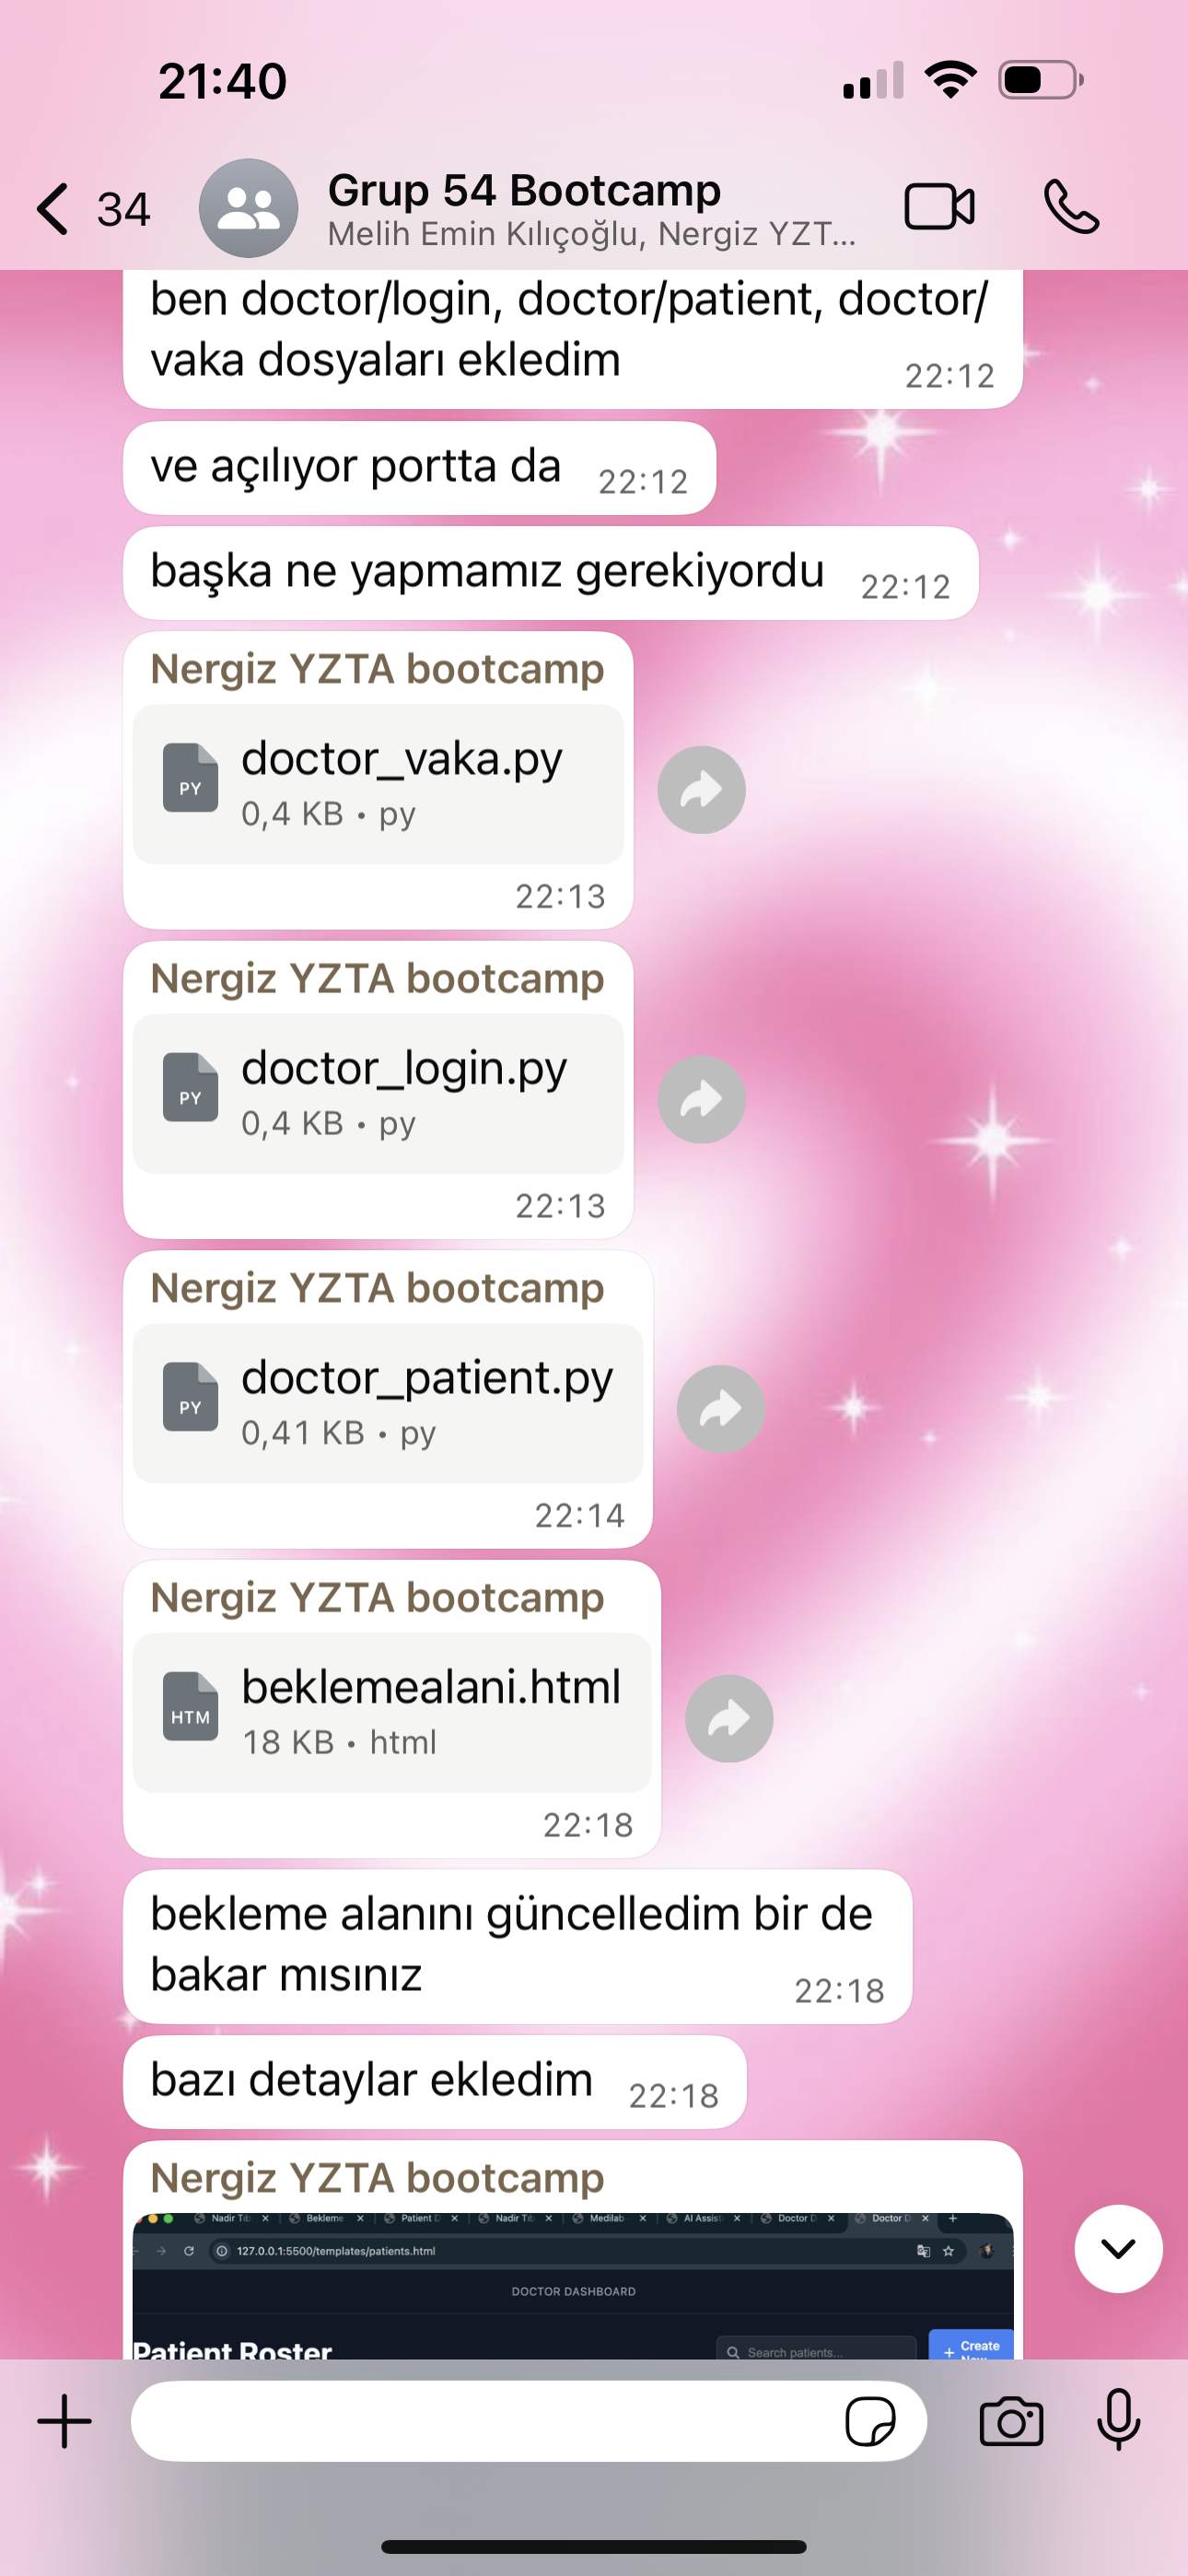 21:40
34
Grup 54 Bootcamp
Melih Emin Kılıçoğlu, Nergiz YZT...
ben doctor/login, doctor/patient, doctor/
vaka dosyaları ekledim
22:12
ve açılıyor portta da 22:12
başka ne yapmamız gerekiyordu 22:12
Nergiz YZTA bootcamp
PY
doctor_vaka.py
0,4 KB • py
22:13
Nergiz YZTA bootcamp
PY
doctor_login.py
0,4 KB • py
22:13
Nergiz YZTA bootcamp
PY
doctor_patient.py
0,41 KB • py
22:14
Nergiz YZTA bootcamp
HTM
beklemealani.html
18 KB • html
22:18
bekleme alanını güncelledim bir de
bakar mısınız
22:18
bazı detaylar ekledim 22:18
Nergiz YZTA bootcamp
Nadir Tıb Bekleme Patient D Nadir Tıb Medilab AI Assist Doctor D Doctor D
127.0.0.1:5500/templates/patients.html
DOCTOR DASHBOARD
Patient Roster
Search patients...
+ Create
New